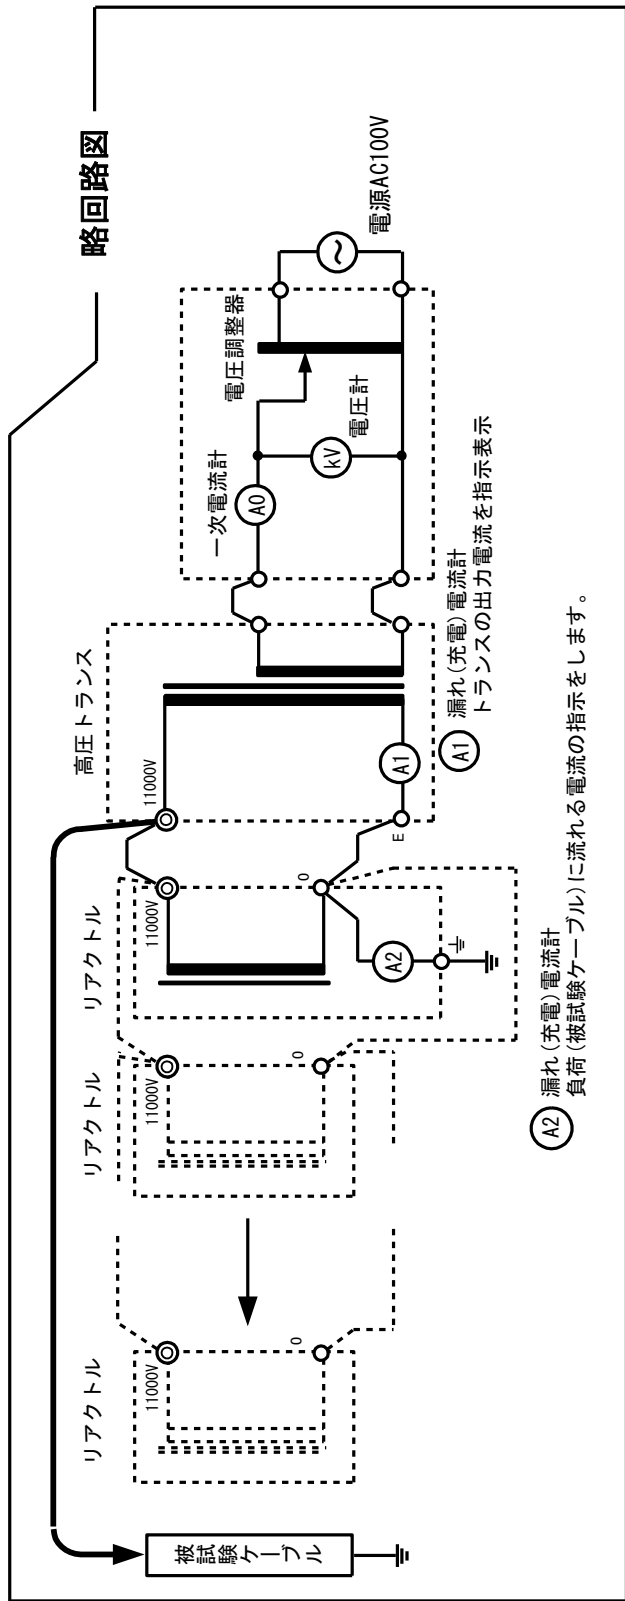 略回路図
電源AC100V
電圧調整器
電圧計
kV
一次電流計
A0
高圧トランス
11000V
A1
E
A1
漏れ(充電)電流計
トランスの出力電流を指示表示
リアクトル
11000V
0
A2
A2
漏れ(充電)電流計
負荷(被試験ケーブル)に流れる電流の指示をします。
リアクトル
11000V
0
リアクトル
11000V
0
被試験ケーブル